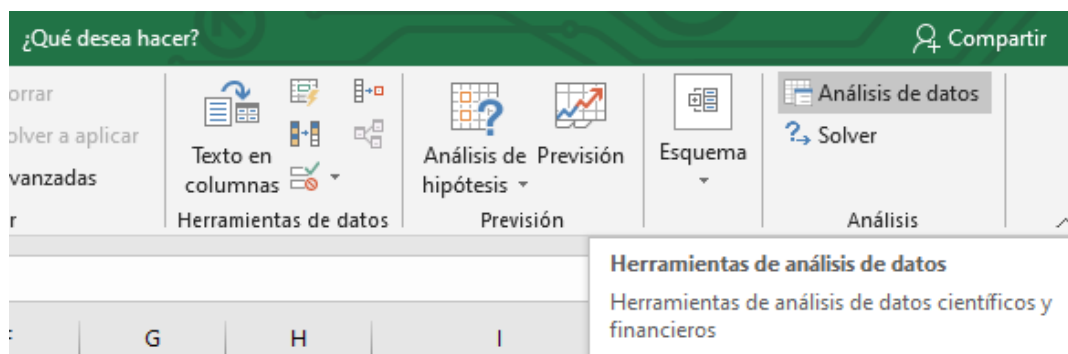 ¿Qué desea hacer?
Compartir
orrar
olver a aplicar
vanzadas
Texto en
columnas
Análisis de
hipótesis
Previsión
Esquema
Análisis de datos
Solver
r
Herramientas de datos
Previsión
Análisis
Herramientas de análisis de datos
Herramientas de análisis de datos científicos y
financieros
G
H
I